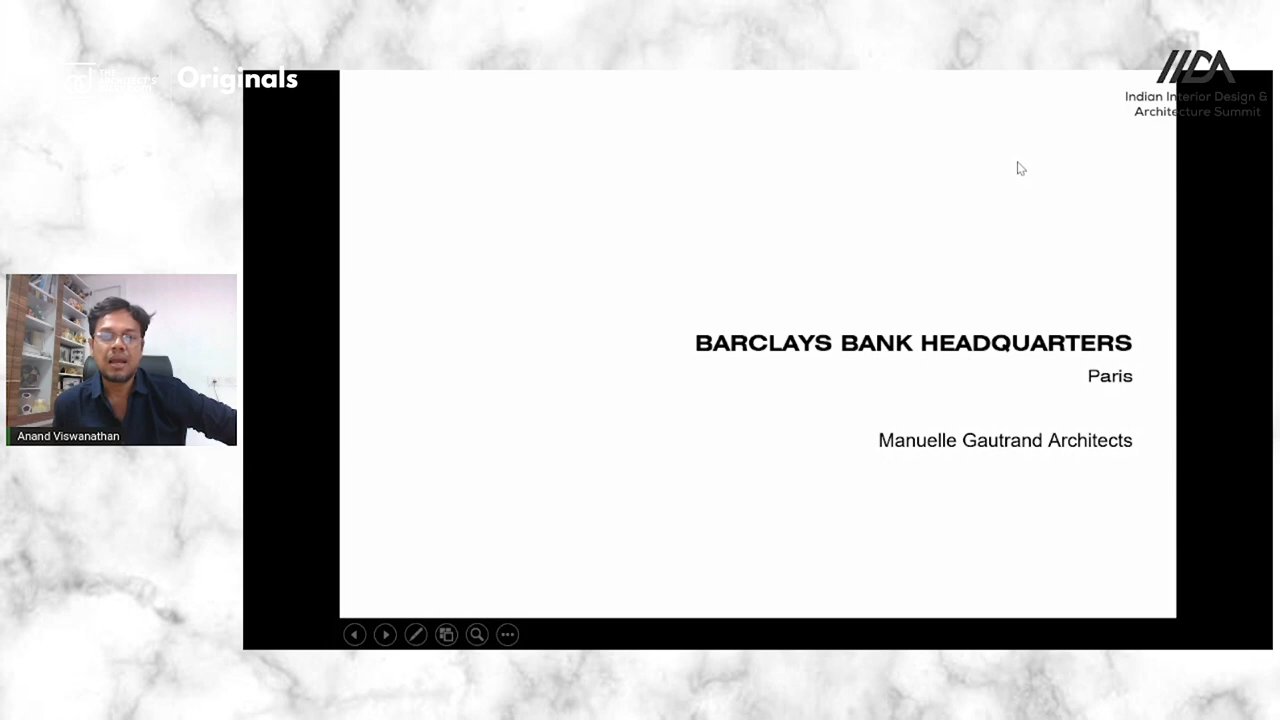 Originals
IIDA
Indian Interior Design &
Architecture Summit
BARCLAYS BANK HEADQUARTERS
Paris
Manuelle Gautrand Architects
Anand Viswanathan